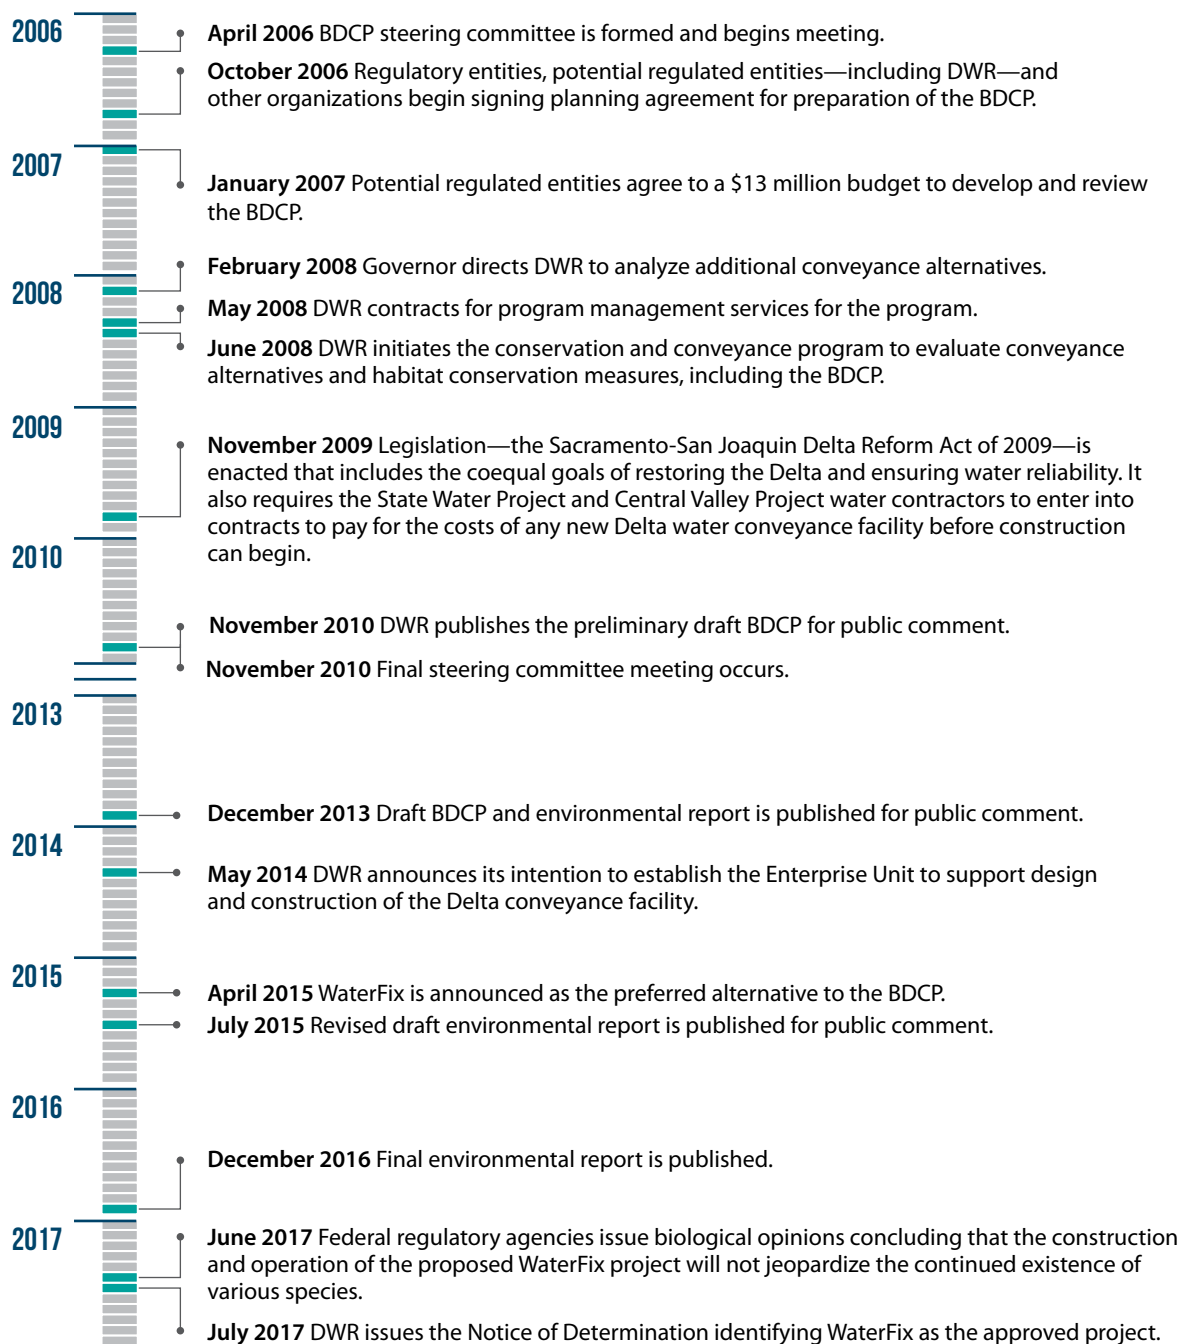 2006
April 2006 BDCP steering committee is formed and begins meeting.
October 2006 Regulatory entities, potential regulated entities—including DWR—and
other organizations begin signing planning agreement for preparation of the BDCP.
2007
January 2007 Potential regulated entities agree to a $13 million budget to develop and review
the BDCP.
February 2008 Governor directs DWR to analyze additional conveyance alternatives.
2008
May 2008 DWR contracts for program management services for the program.
June 2008 DWR initiates the conservation and conveyance program to evaluate conveyance
alternatives and habitat conservation measures, including the BDCP.
2009
November 2009 Legislation—the Sacramento-San Joaquin Delta Reform Act of 2009—is
enacted that includes the coequal goals of restoring the Delta and ensuring water reliability. It
also requires the State Water Project and Central Valley Project water contractors to enter into
contracts to pay for the costs of any new Delta water conveyance facility before construction
can begin.
2010
November 2010 DWR publishes the preliminary draft BDCP for public comment.
November 2010 Final steering committee meeting occurs.
2013
December 2013 Draft BDCP and environmental report is published for public comment.
2014
May 2014 DWR announces its intention to establish the Enterprise Unit to support design
and construction of the Delta conveyance facility.
2015
April 2015 WaterFix is announced as the preferred alternative to the BDCP.
July 2015 Revised draft environmental report is published for public comment.
2016
December 2016 Final environmental report is published.
2017
June 2017 Federal regulatory agencies issue biological opinions concluding that the construction
and operation of the proposed WaterFix project will not jeopardize the continued existence of
various species.
July 2017 DWR issues the Notice of Determination identifying WaterFix as the approved project.